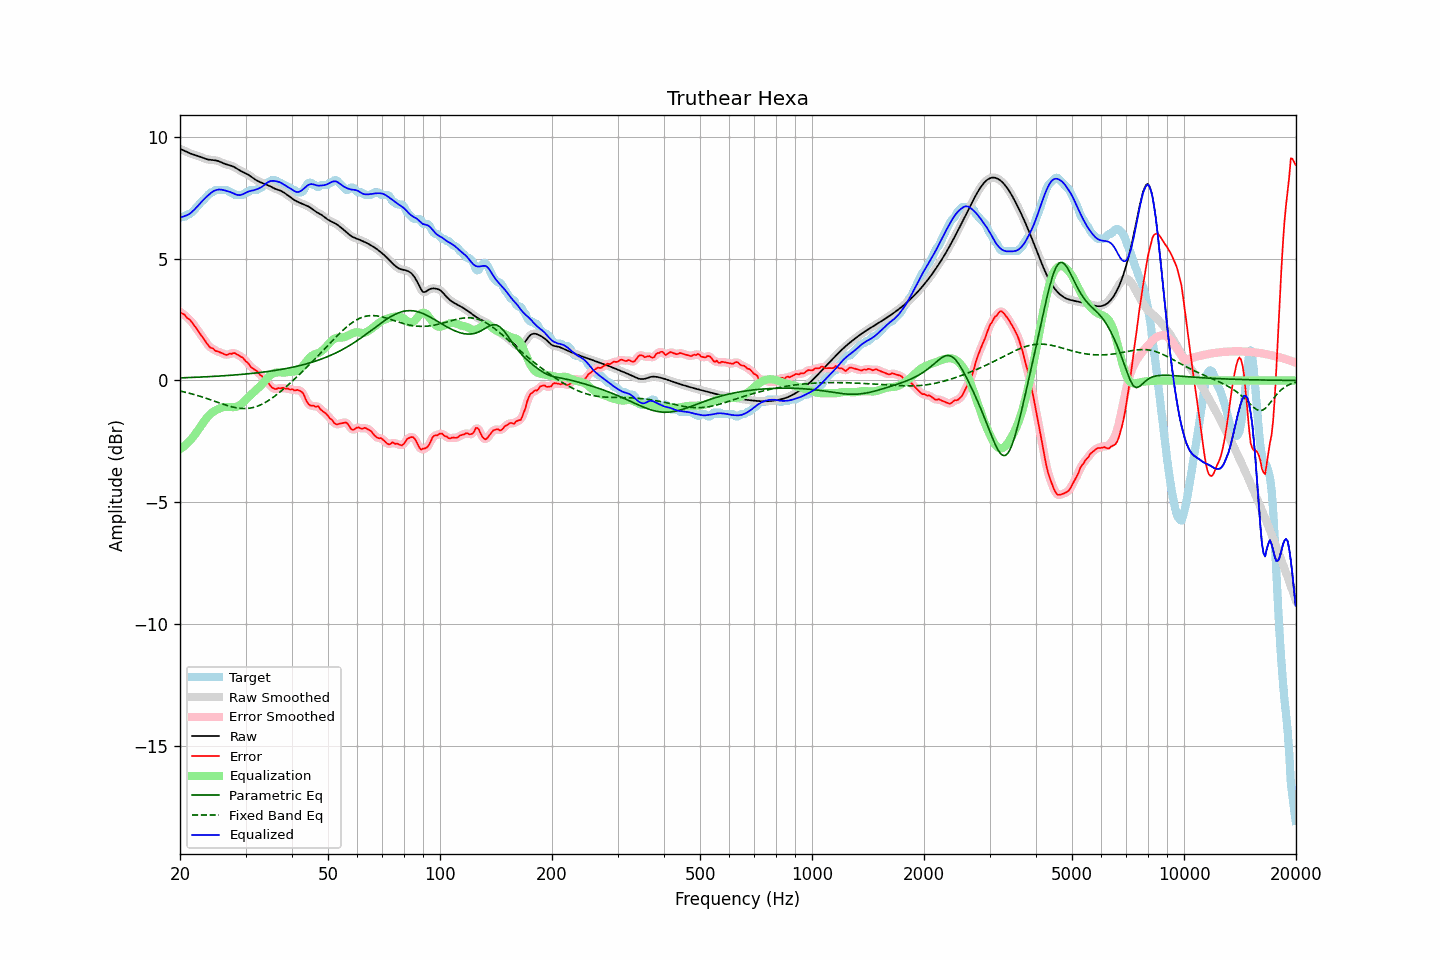 Truthear Hexa
10
5
0
−5
−10
−15
Amplitude (dBr)
Target
Raw Smoothed
Error Smoothed
Raw
Error
Equalization
Parametric Eq
Fixed Band Eq
Equalized
20 50 100 200 500 1000 2000 5000 10000 20000
Frequency (Hz)